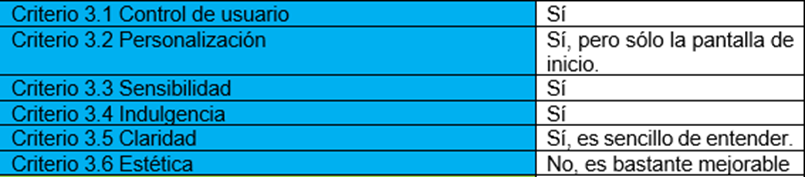 Criterio 3.1 Control de usuario Sí
Criterio 3.2 Personalización Sí, pero sólo la pantalla de
inicio.
Criterio 3.3 Sensibilidad Sí
Criterio 3.4 Indulgencia Sí
Criterio 3.5 Claridad Sí, es sencillo de entender.
Criterio 3.6 Estética No, es bastante mejorable